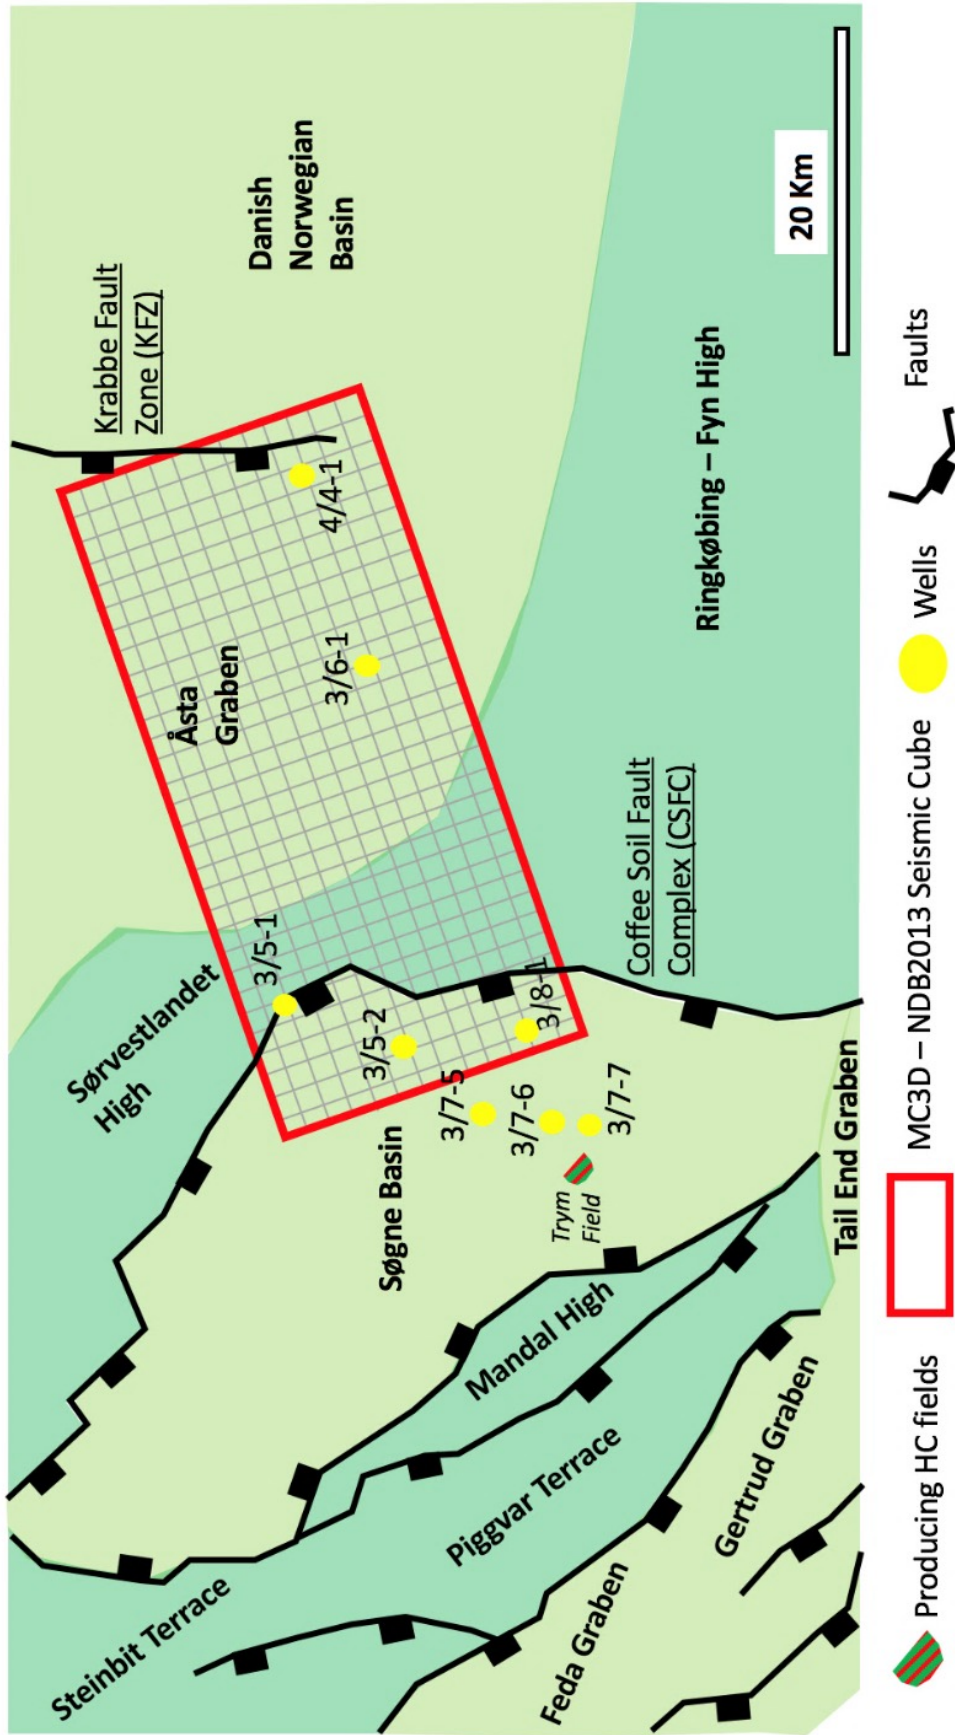 Steinbit Terrace
Feda Graben
Gertrud Graben
Piggvar Terrace
Mandal High
Tail End Graben
Søgne Basin
Trym
Field
Sørvestlandet
High
3/5-1
3/5-2
3/8-1
3/7-5
3/7-6
3/7-7
Coffee Soil Fault
Complex (CSFC)
Åsta
Graben
3/6-1
4/4-1
Krabbe Fault
Zone (KFZ)
Danish
Norwegian
Basin
Ringkøbing – Fyn High
20 Km
Producing HC fields
MC3D – NDB2013 Seismic Cube
Wells
Faults